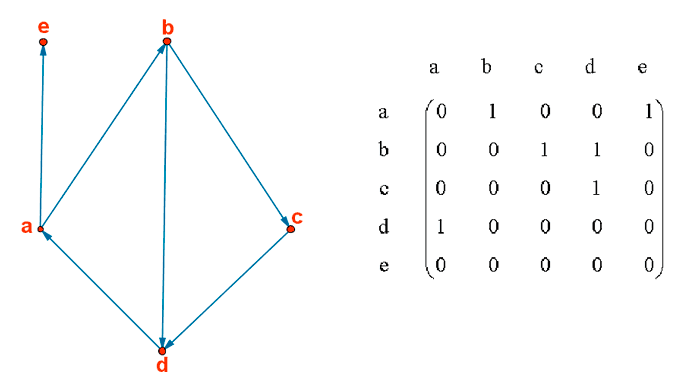 e
b
a
c
d
a b c d e
a 0 1 0 0 1
b 0 0 1 1 0
c 0 0 0 1 0
d 1 0 0 0 0
e 0 0 0 0 0